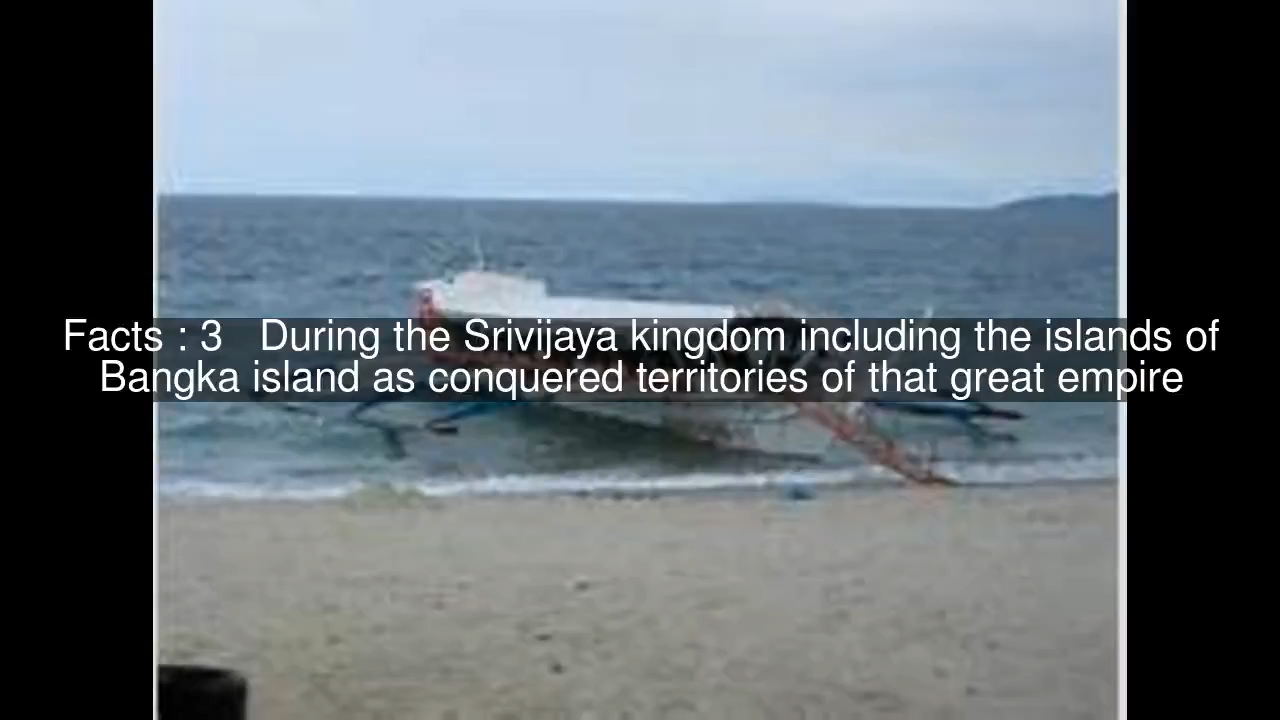 Facts : 3 During the Srivijaya kingdom including the islands of
Bangka island as conquered territories of that great empire